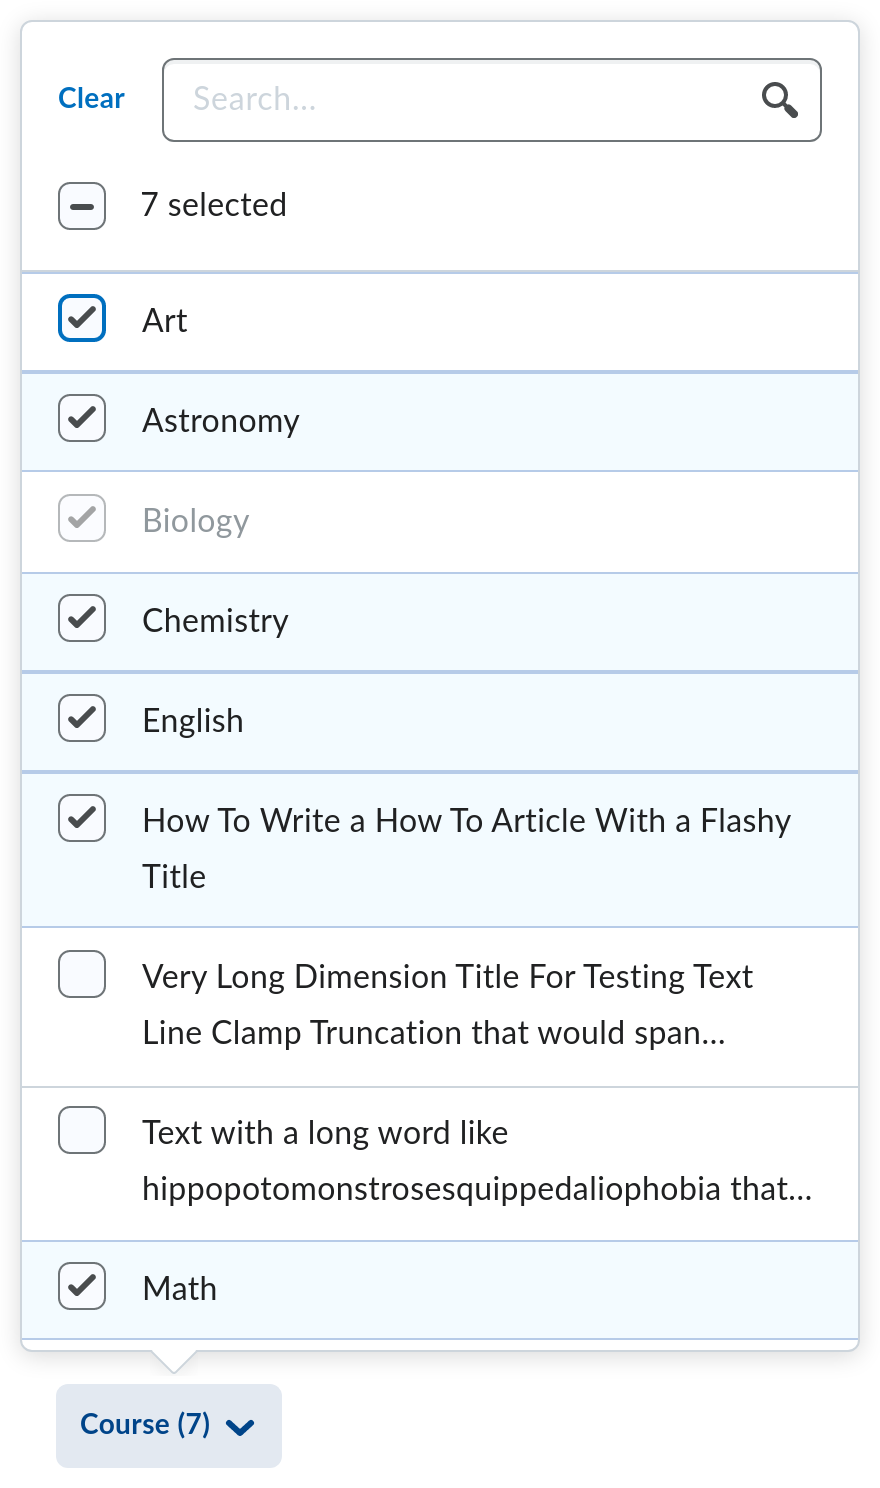 Clear
Search...
7 selected
Art
Astronomy
Biology
Chemistry
English
How To Write a How To Article With a Flashy
Title
Very Long Dimension Title For Testing Text
Line Clamp Truncation that would span...
Text with a long word like
hippopotomonstrosesquippedaliophobia that...
Math
Course (7)